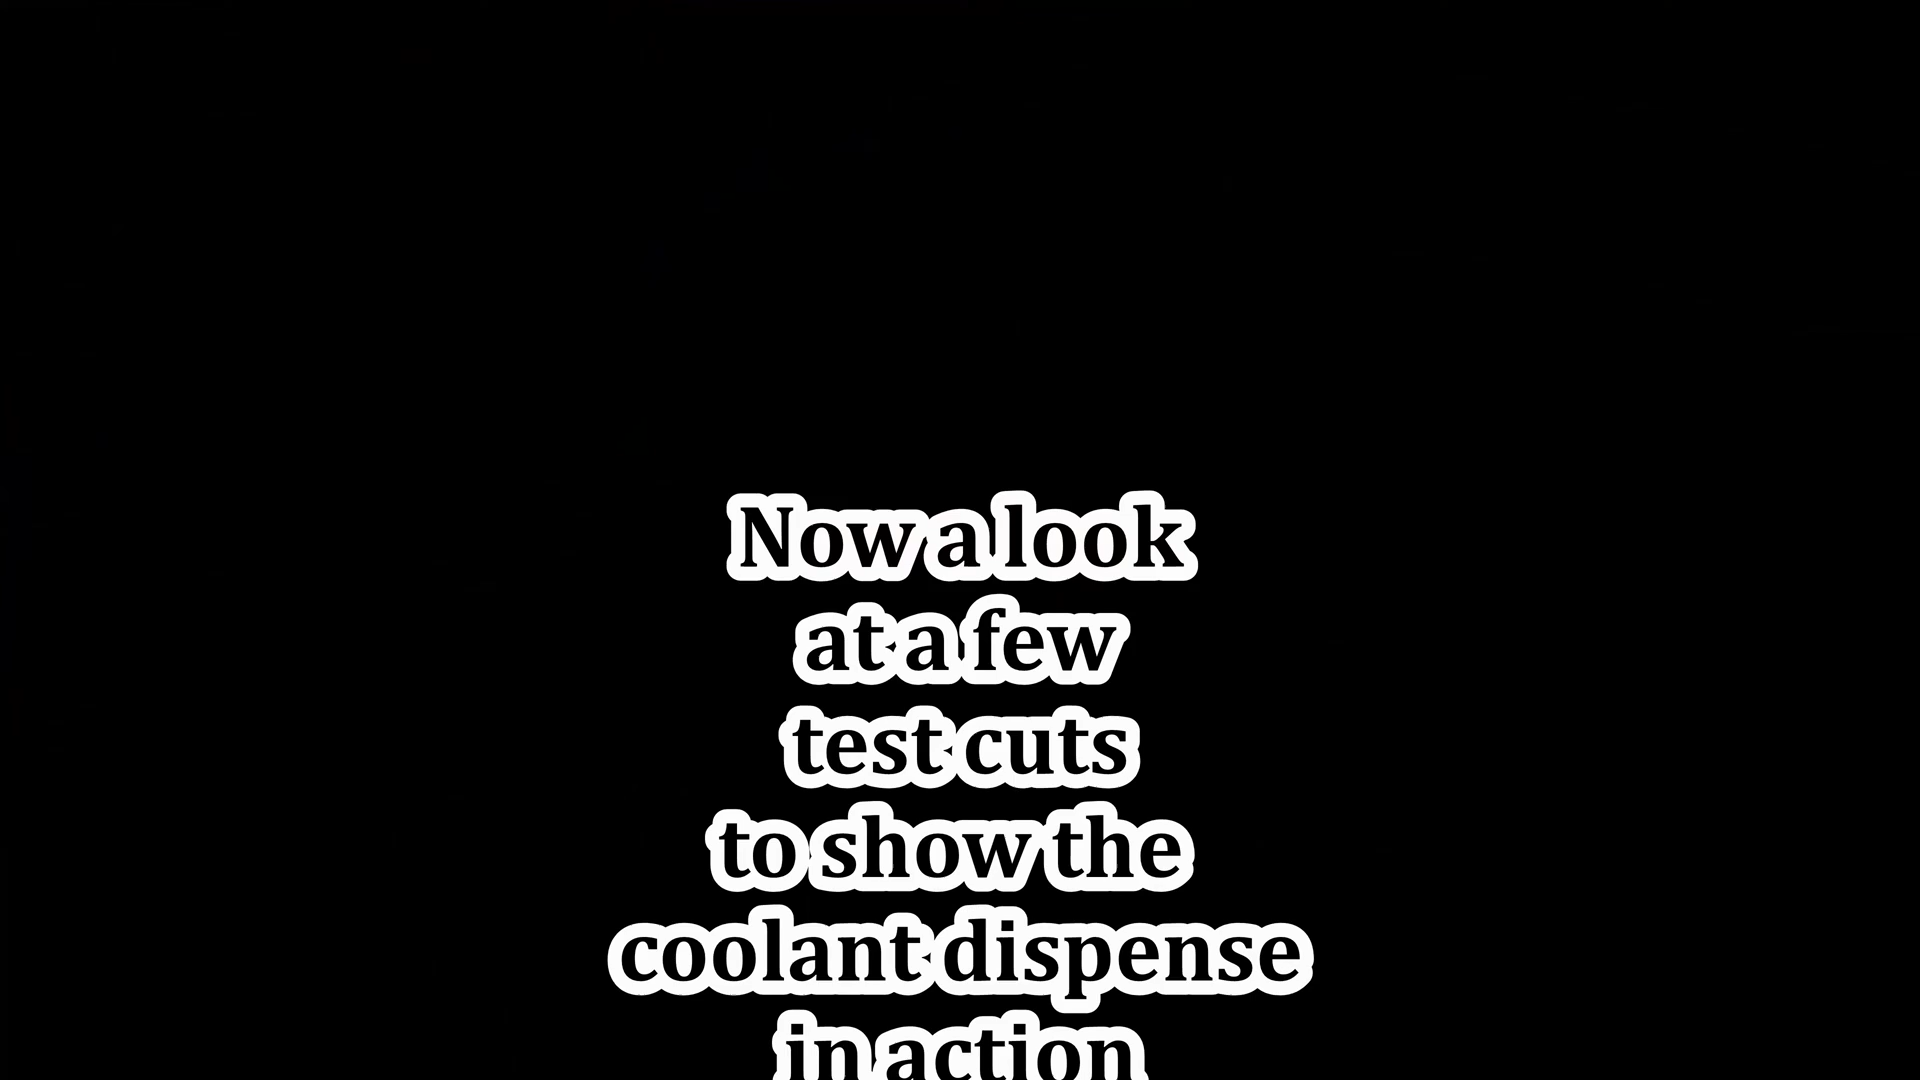 Now a look
at a few
test cuts
to show the
coolant dispense
in action